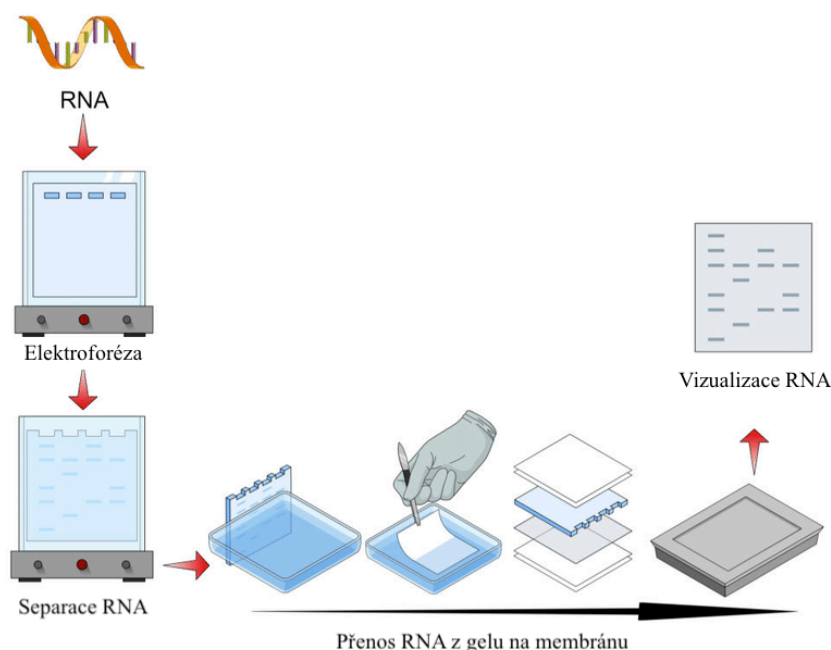 RNA
Elektroforéza
Separace RNA
Přenos RNA z gelu na membránu
Vizualizace RNA